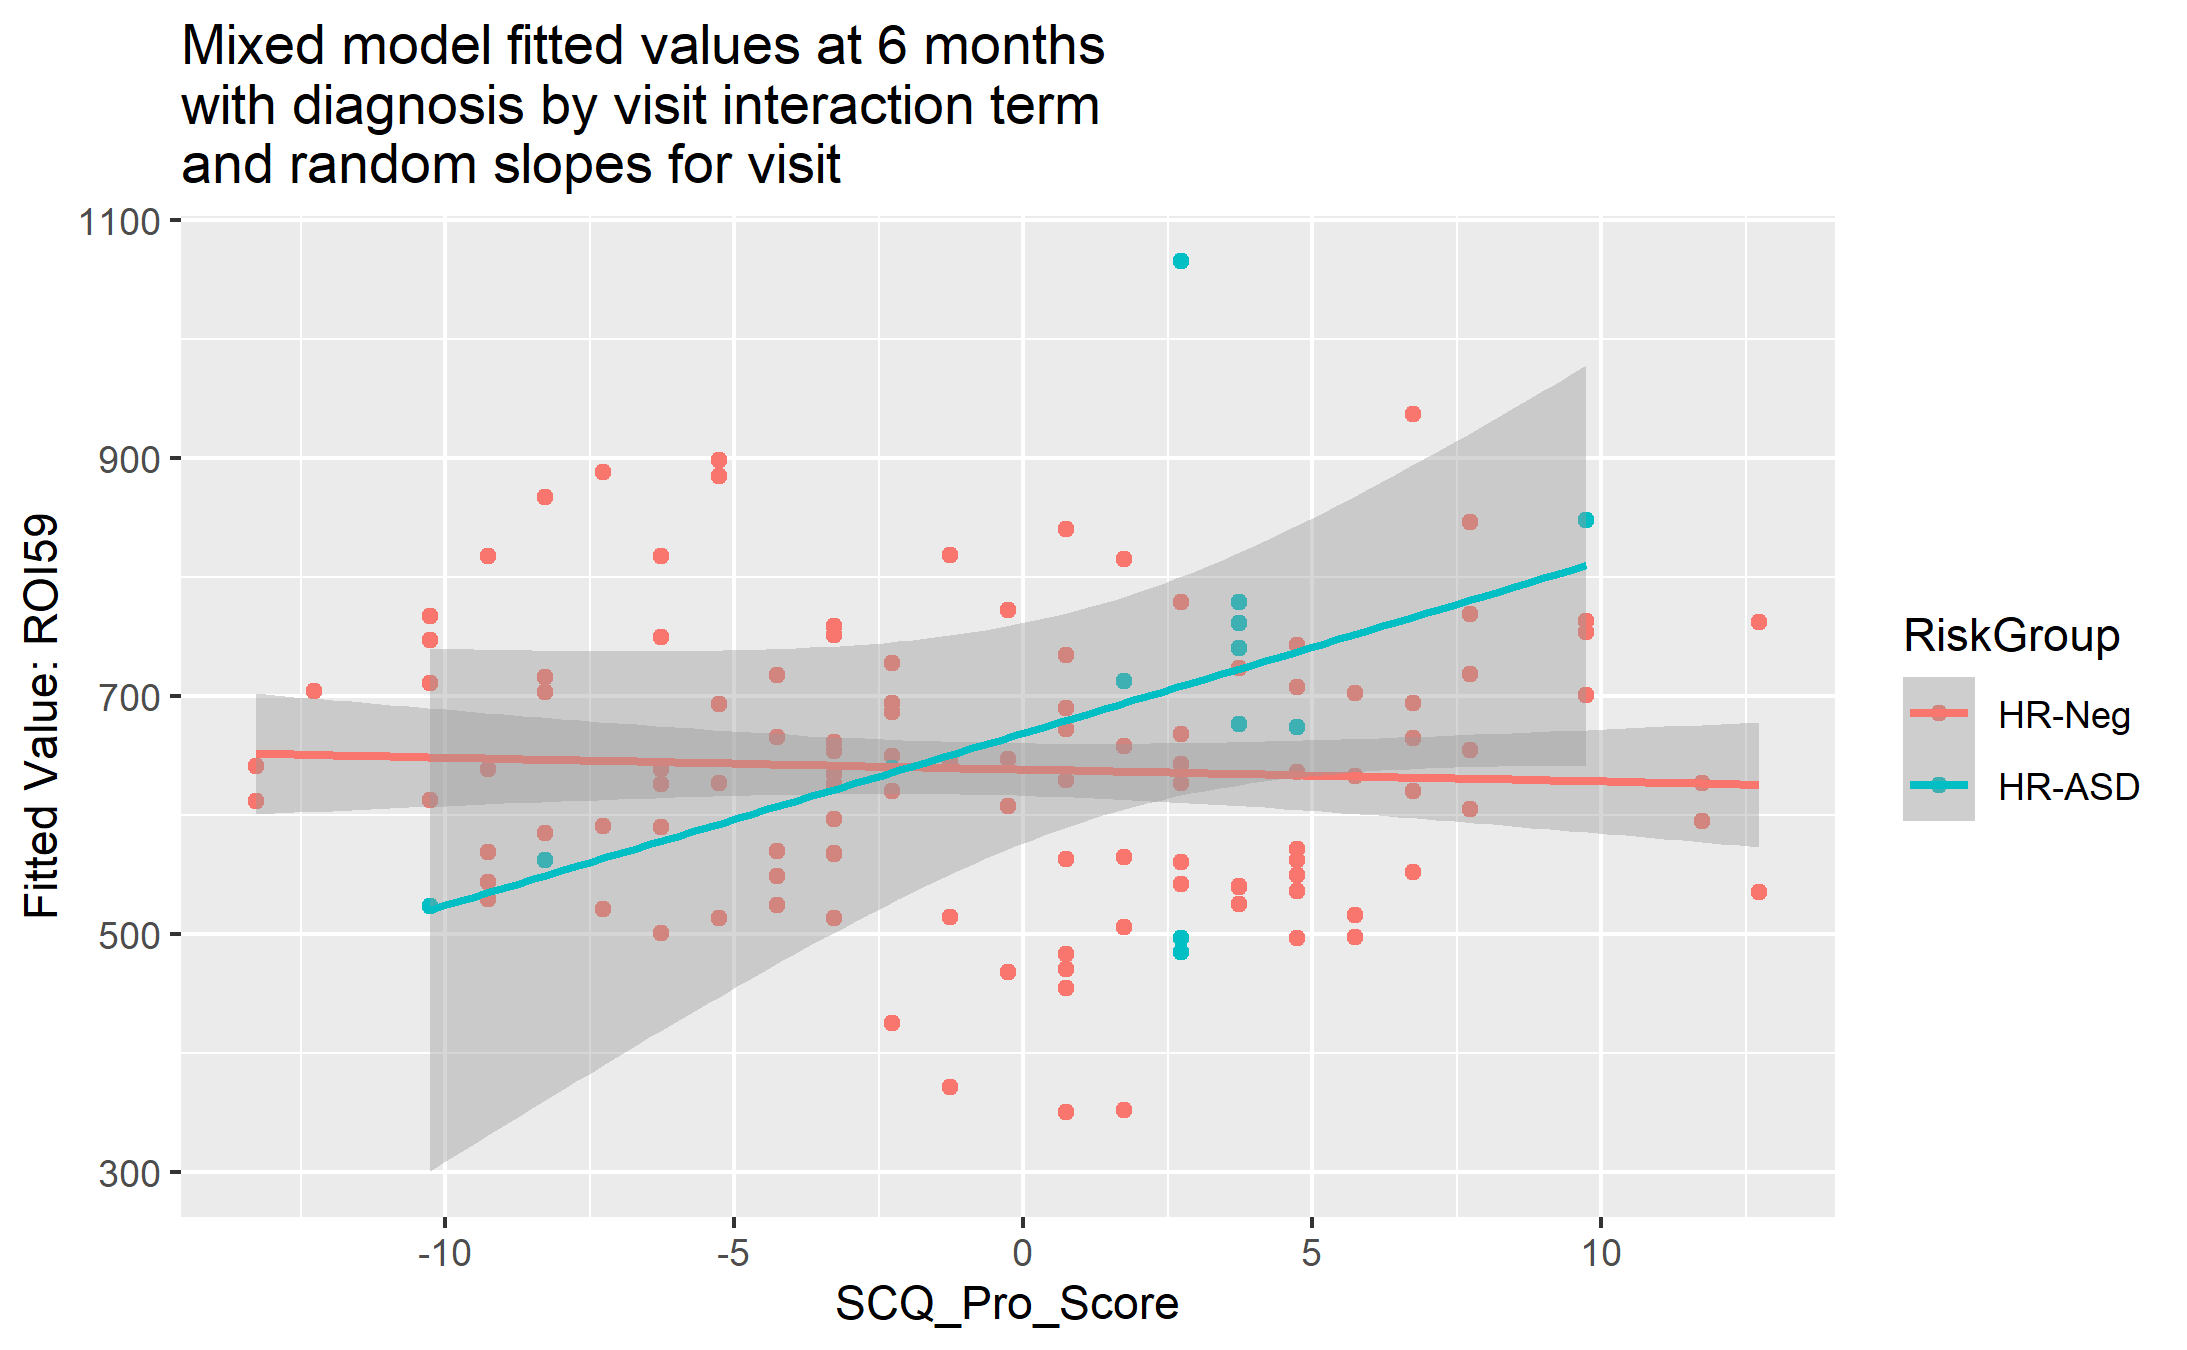 Mixed model fitted values at 6 months
with diagnosis by visit interaction term
and random slopes for visit
1100
900
700
500
300
Fitted Value: ROI59
-10 -5 0 5 10
SCQ_Pro_Score
RiskGroup
HR-Neg
HR-ASD